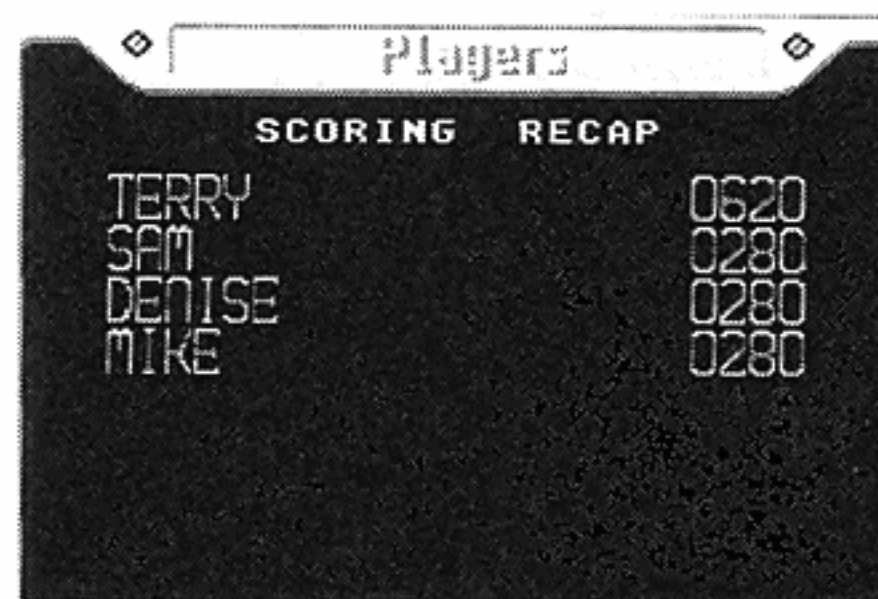 Players
SCORING RECAP
TERRY 0620
SAM 0280
DENISE 0280
MIKE 0280